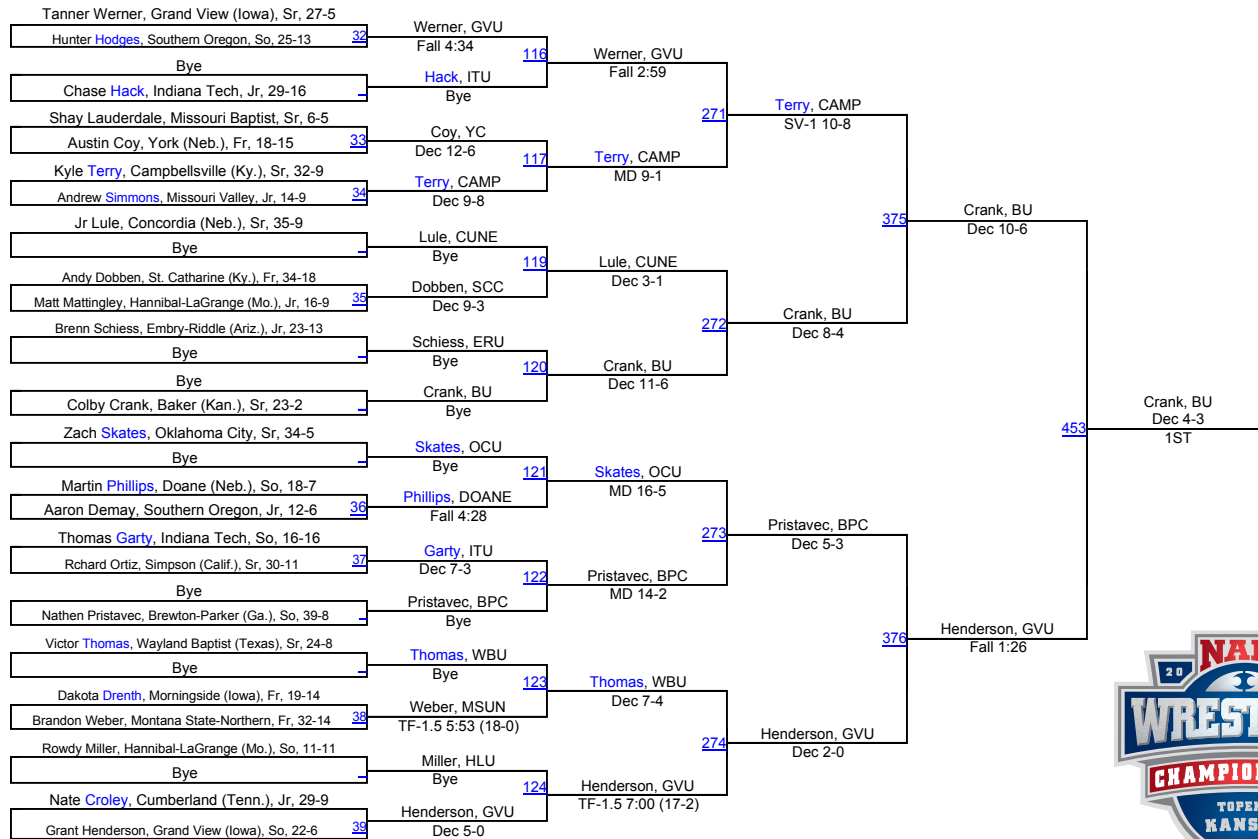 Tanner Werner, Grand View (Iowa), Sr, 27-5
Hunter Hodges, Southern Oregon, So, 25-13
32
Bye
Chase Hack, Indiana Tech, Jr, 29-16
Shay Lauderdale, Missouri Baptist, Sr, 6-5
Austin Coy, York (Neb.), Fr, 18-15
33
Kyle Terry, Campbellsville (Ky.), Sr, 32-9
Andrew Simmons, Missouri Valley, Jr, 14-9
34
Jr Lule, Concordia (Neb.), Sr, 35-9
Bye
Andy Dobben, St. Catharine (Ky.), Fr, 34-18
Matt Mattingley, Hannibal-LaGrange (Mo.), Jr, 16-9
35
Brenn Schiess, Embry-Riddle (Ariz.), Jr, 23-13
Bye
Bye
Colby Crank, Baker (Kan.), Sr, 23-2
Zach Skates, Oklahoma City, Sr, 34-5
Bye
Martin Phillips, Doane (Neb.), So, 18-7
Aaron Demay, Southern Oregon, Jr, 12-6
36
Thomas Garty, Indiana Tech, So, 16-16
Rchard Ortiz, Simpson (Calif.), Sr, 30-11
37
Bye
Nathen Pristavec, Brewton-Parker (Ga.), So, 39-8
Victor Thomas, Wayland Baptist (Texas), Sr, 24-8
Bye
Dakota Drenth, Morningside (Iowa), Fr, 19-14
Brandon Weber, Montana State-Northern, Fr, 32-14
38
Rowdy Miller, Hannibal-LaGrange (Mo.), So, 11-11
Bye
Nate Croley, Cumberland (Tenn.), Jr, 29-9
Grant Henderson, Grand View (Iowa), So, 22-6
39
Werner, GVU
Fall 4:34
116
Hack, ITU
Bye
Coy, YC
Dec 12-6
117
Terry, CAMP
Dec 9-8
Lule, CUNE
Bye
119
Dobben, SCC
Dec 9-3
Schiess, ERU
Bye
120
Crank, BU
Bye
Skates, OCU
Bye
121
Phillips, DOANE
Fall 4:28
Garty, ITU
Dec 7-3
122
Pristavec, BPC
Bye
Thomas, WBU
Bye
123
Weber, MSUN
TF-1.5 5:53 (18-0)
Miller, HLU
Bye
124
Henderson, GVU
Dec 5-0
Werner, GVU
Fall 2:59
271
Terry, CAMP
MD 9-1
Lule, CUNE
Dec 3-1
272
Crank, BU
Dec 11-6
Skates, OCU
MD 16-5
273
Pristavec, BPC
MD 14-2
Thomas, WBU
Dec 7-4
274
Henderson, GVU
TF-1.5 7:00 (17-2)
Terry, CAMP
SV-1 10-8
375
Crank, BU
Dec 8-4
Pristavec, BPC
Dec 5-3
376
Henderson, GVU
Dec 2-0
Crank, BU
Dec 10-6
453
Henderson, GVU
Fall 1:26
Crank, BU
Dec 4-3
1ST
20
NAI
WREST
CHAMPION
TOPE
KANS